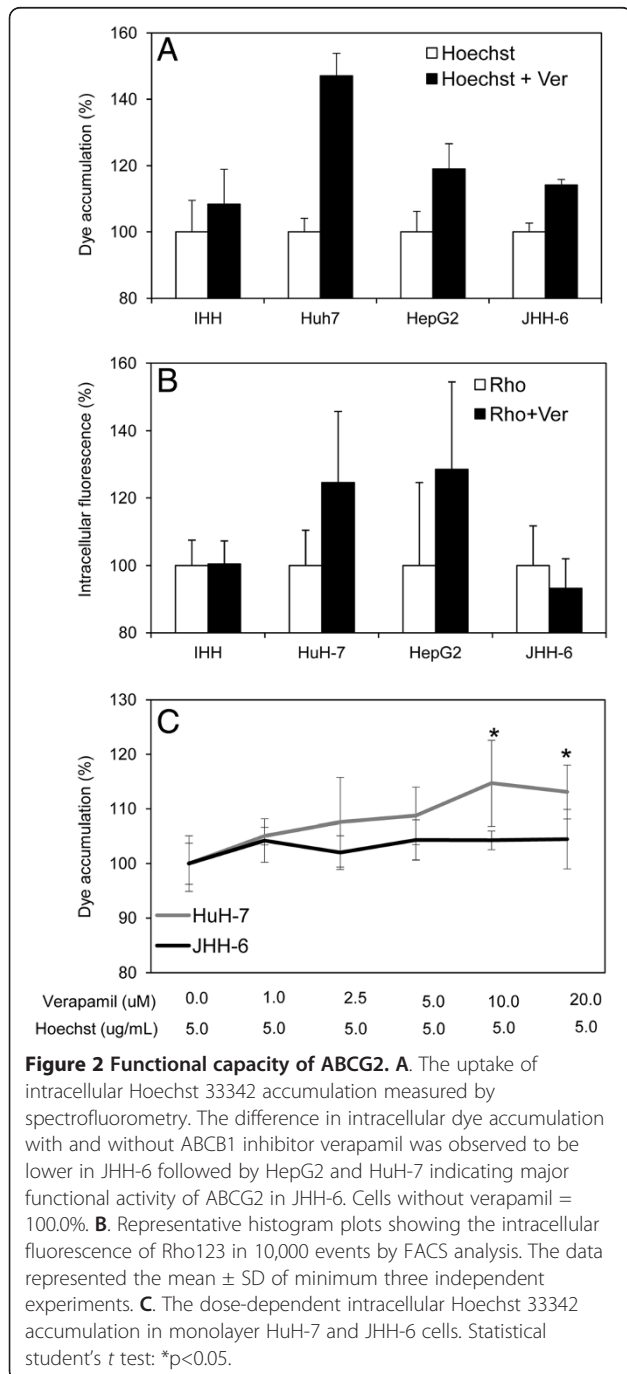 A
Hoechst
Hoechst + Ver
Dye accumulation (%)
160
140
120
100
80
IHH Huh7 HepG2 JHH-6
B
Rho
Rho+Ver
Intracellular fluorescence (%)
160
140
120
100
80
IHH HuH-7 HepG2 JHH-6
C
* *
Dye accumulation (%)
130
120
110
100
90
80
HuH-7
JHH-6
Verapamil (uM) 0.0 1.0 2.5 5.0 10.0 20.0
Hoechst (ug/mL) 5.0 5.0 5.0 5.0 5.0 5.0
Figure 2 Functional capacity of ABCG2. A. The uptake of
intracellular Hoechst 33342 accumulation measured by
spectrofluorometry. The difference in intracellular dye accumulation
with and without ABCB1 inhibitor verapamil was observed to be
lower in JHH-6 followed by HepG2 and HuH-7 indicating major
functional activity of ABCG2 in JHH-6. Cells without verapamil =
100.0%. B. Representative histogram plots showing the intracellular
fluorescence of Rho123 in 10,000 events by FACS analysis. The data
represented the mean ± SD of minimum three independent
experiments. C. The dose-dependent intracellular Hoechst 33342
accumulation in monolayer HuH-7 and JHH-6 cells. Statistical
student's t test: *p<0.05.